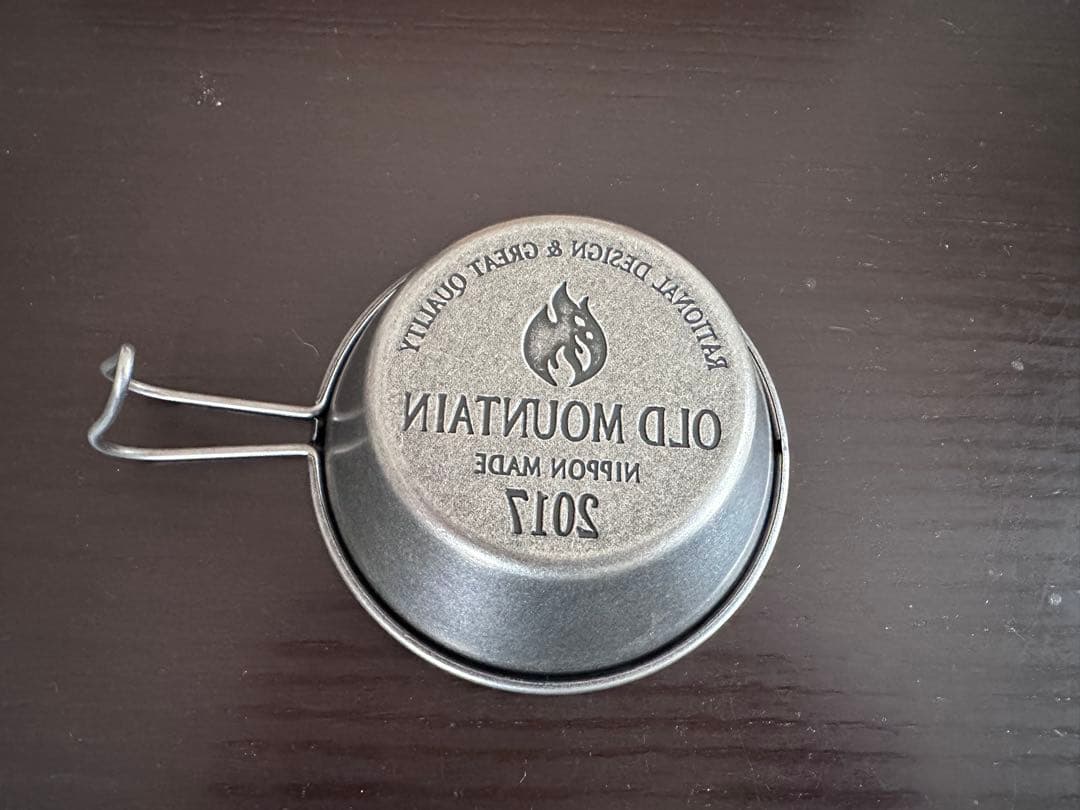 RATIONAL DESIGN & GREAT QUALITY
OLD MOUNTAIN
NIPPON MADE
2017